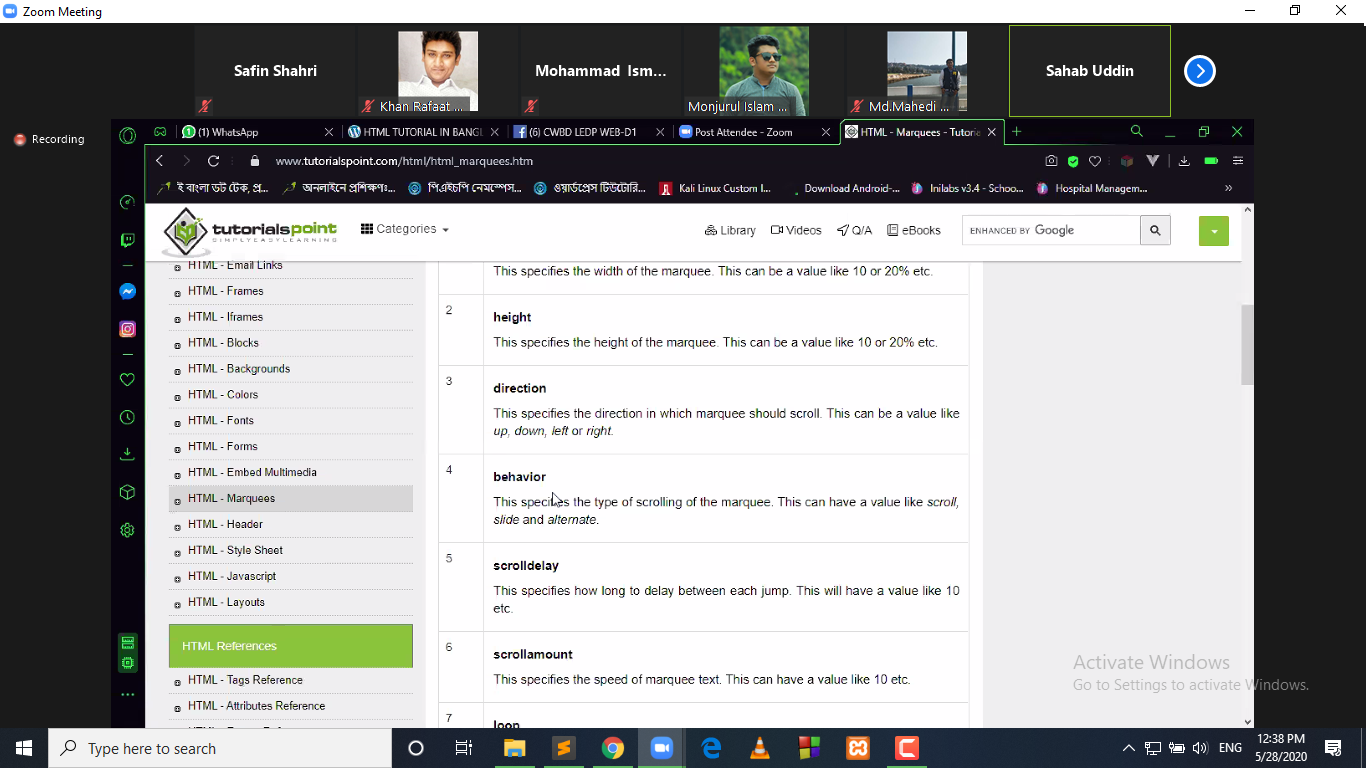 Zoom Meeting
Safin Shahri
Khan Rafaat ...
Mohammad Ism...
Monjurul Islam ...
Md.Mahedi ...
Sahab Uddin
Recording
(1) WhatsApp
HTML TUTORIAL IN BANGL
(6) CWBD LEDP WEB-D1
Post Attendee - Zoom
HTML - Marquees - Tutoria
www.tutorialspoint.com/html/html_marquees.htm
ই বাংলা ডট টেক, প্র...
অনলাইনে প্রশিক্ষণঃ...
পিএইচপি নেমস্পেস...
ওয়ার্ডপ্রেস টিউটোরি...
Kali Linux Custom I...
Download Android-...
Inilabs v3.4 - Schoo...
Hospital Managem...
»
tutorialspoint
SIMPLYEASYLEARNING
Categories
Library
Videos
Q/A
eBooks
ENHANCED BY Google
HTML - Email Links
HTML - Frames
HTML - Iframes
HTML - Blocks
HTML - Backgrounds
HTML - Colors
HTML - Fonts
HTML - Forms
HTML - Embed Multimedia
HTML - Marquees
HTML - Header
HTML - Style Sheet
HTML - Javascript
HTML - Layouts
HTML References
HTML - Tags Reference
HTML - Attributes Reference
This specifies the width of the marquee. This can be a value like 10 or 20% etc.
2
height
This specifies the height of the marquee. This can be a value like 10 or 20% etc.
3
direction
This specifies the direction in which marquee should scroll. This can be a value like
up, down, left or right.
4
behavior
This specifies the type of scrolling of the marquee. This can have a value like scroll,
slide and alternate.
5
scrolldelay
This specifies how long to delay between each jump. This will have a value like 10
etc.
6
scrollamount
This specifies the speed of marquee text. This can have a value like 10 etc.
7
loop
Activate Windows
Go to Settings to activate Windows.
Type here to search
ENG
12:38 PM
5/28/2020